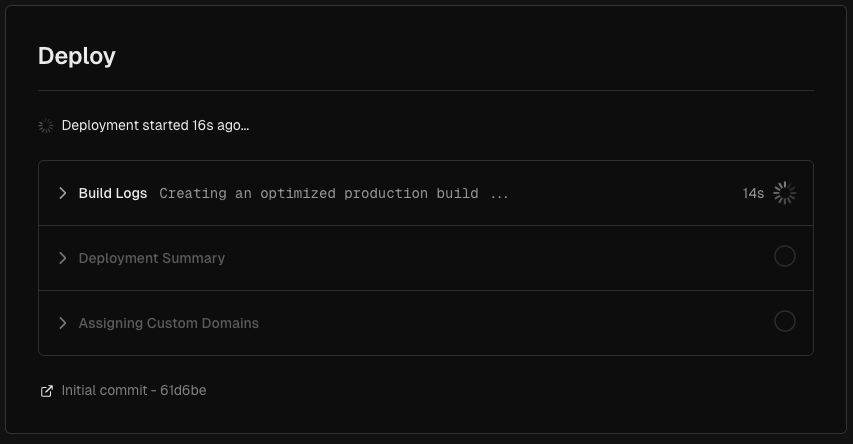 Deploy
Deployment started 16s ago...
Build Logs Creating an optimized production build ... 14s
Deployment Summary
Assigning Custom Domains
Initial commit - 61d6be